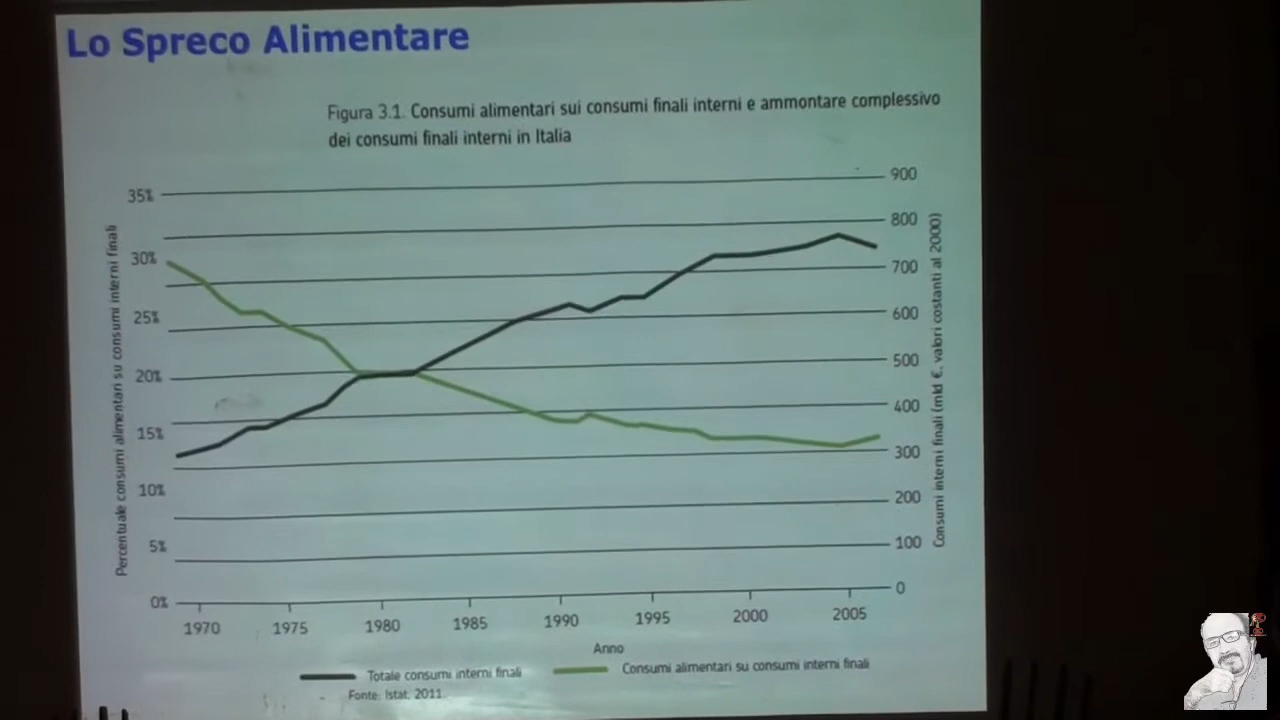 Lo Spreco Alimentare
Figura 3.1. Consumi alimentari sui consumi finali interni e ammontare complessivo
dei consumi finali interni in Italia
Percentuale consumi alimentari su consumi interni finali
35%
30%
25%
20%
15%
10%
5%
0%
900
800
700
600
500
400
300
200
100
0
Consumi interni finali (mld €, valori costanti al 2000)
1970 1975 1980 1985 1990 1995 2000 2005
Anno
Totale consumi interni finali Consumi alimentari su consumi interni finali
Fonte: Istat, 2011.